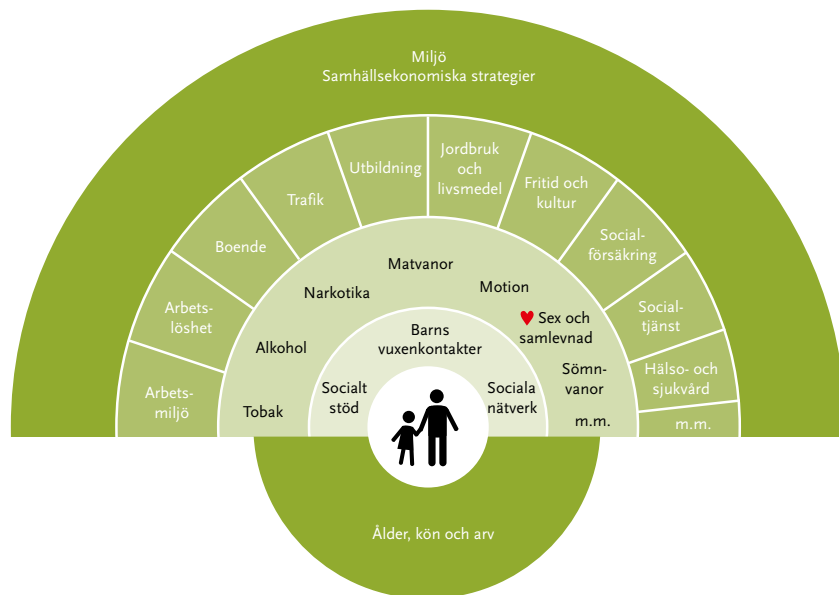 Miljö
Samhällsekonomiska strategier
Arbets-
miljö
Arbets-
löshet
Boende
Trafik
Utbildning
Jordbruk
och
livsmedel
Fritid och
kultur
Social-
försäkring
Social-
tjänst
Hälso- och
sjukvård
m.m.
Tobak
Alkohol
Narkotika
Matvanor
Motion
Sex och
samlevnad
Sömn-
vanor
m.m.
Socialt
stöd
Barns
vuxenkontakter
Sociala
nätverk
Ålder, kön och arv